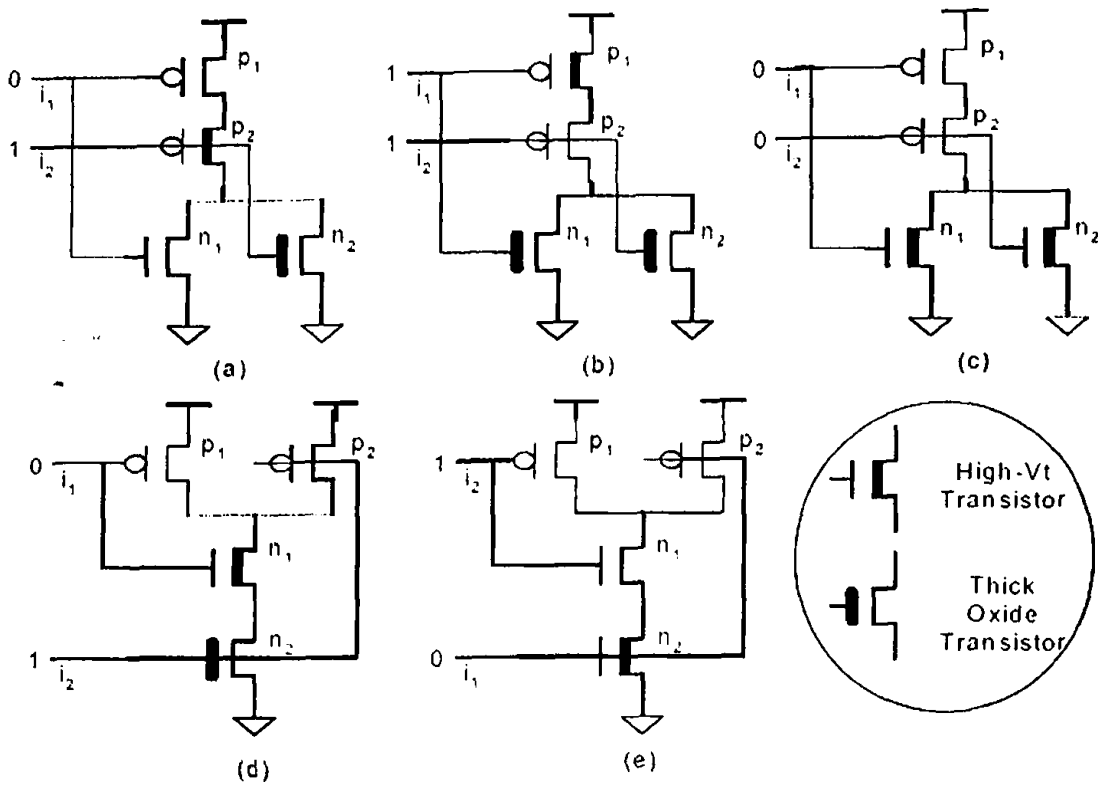 0 i1 p1
1 i2 p2
n1 n2
(a)
1 i1 p1
1 i2 p2
n1 n2
(b)
0 i1 p1
0 i2 p2
n1 n2
(c)
0 i1 p1 p2
n1
1 i2 n2
(d)
1 i2 p1 p2
n1
0 i1 n2
(e)
High-Vt
Transistor
Thick
Oxide
Transistor